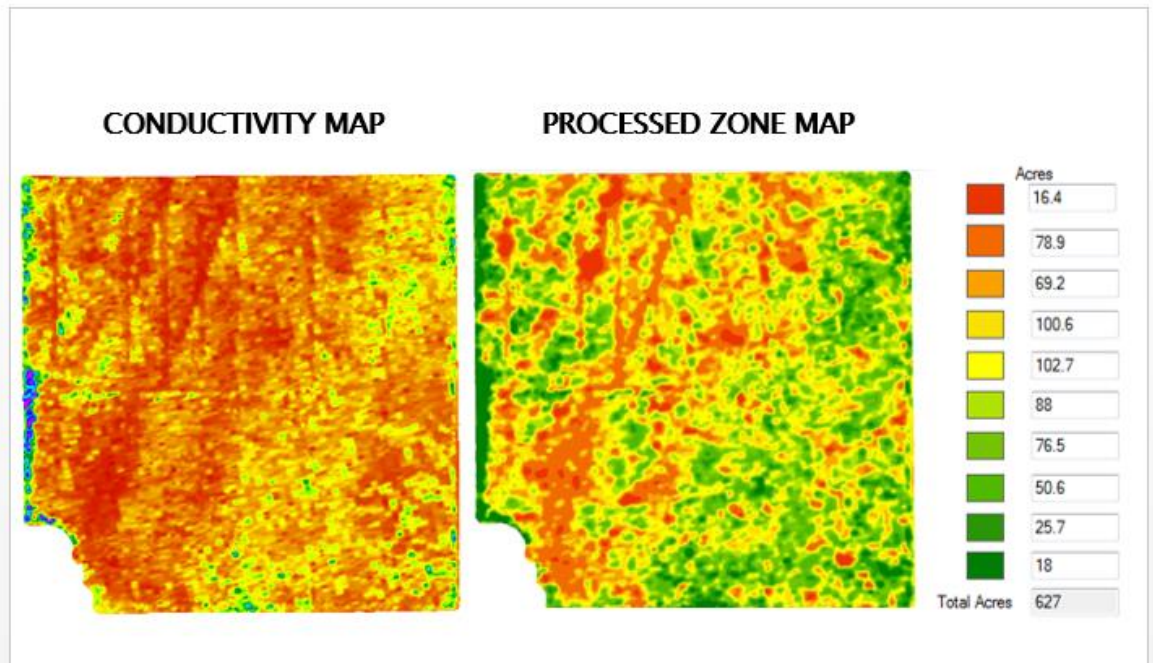 CONDUCTIVITY MAP
PROCESSED ZONE MAP
Acres
16.4
78.9
69.2
100.6
102.7
88
76.5
50.6
25.7
18
Total Acres 627